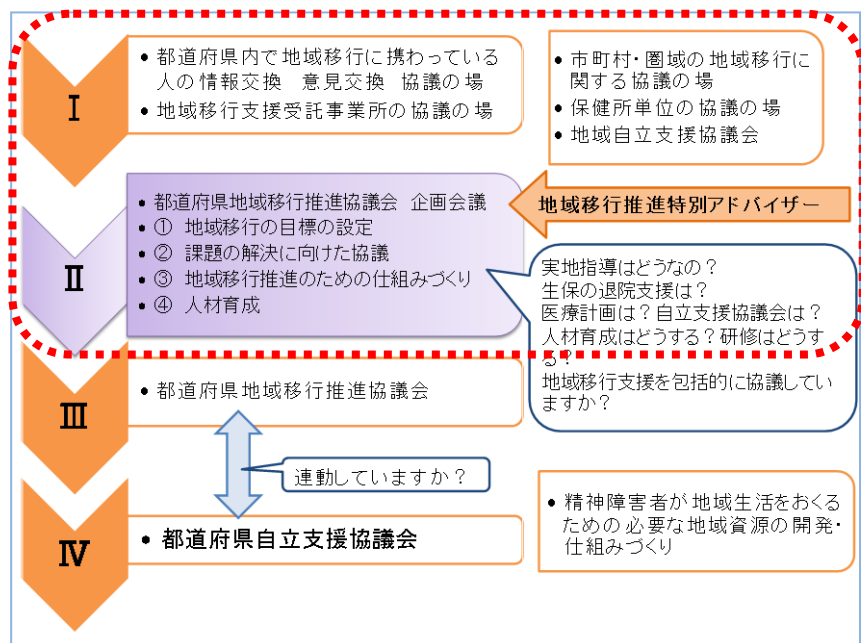 Ⅰ
• 都道府県内で地域移行に携わっている
人の情報交換　意見交換　協議の場
• 地域移行支援受託事業所の協議の場
• 市町村・圏域の地域移行に
関する協議の場
• 保健所単位の協議の場
• 地域自立支援協議会
Ⅱ
• 都道府県地域移行推進協議会　企画会議
• ①　地域移行の目標の設定
• ②　課題の解決に向けた協議
• ③　地域移行推進のための仕組みづくり
• ④　人材育成
地域移行推進特別アドバイザー
実地指導はどうなの？
生保の退院支援は？
医療計画は？自立支援協議会は？
人材育成はどうする？研修はどうす
る？
地域移行支援を包括的に協議してい
ますか？
Ⅲ
• 都道府県地域移行推進協議会
連動していますか？
Ⅳ
• 都道府県自立支援協議会
• 精神障害者が地域生活をおくる
ための必要な地域資源の開発・
仕組みづくり